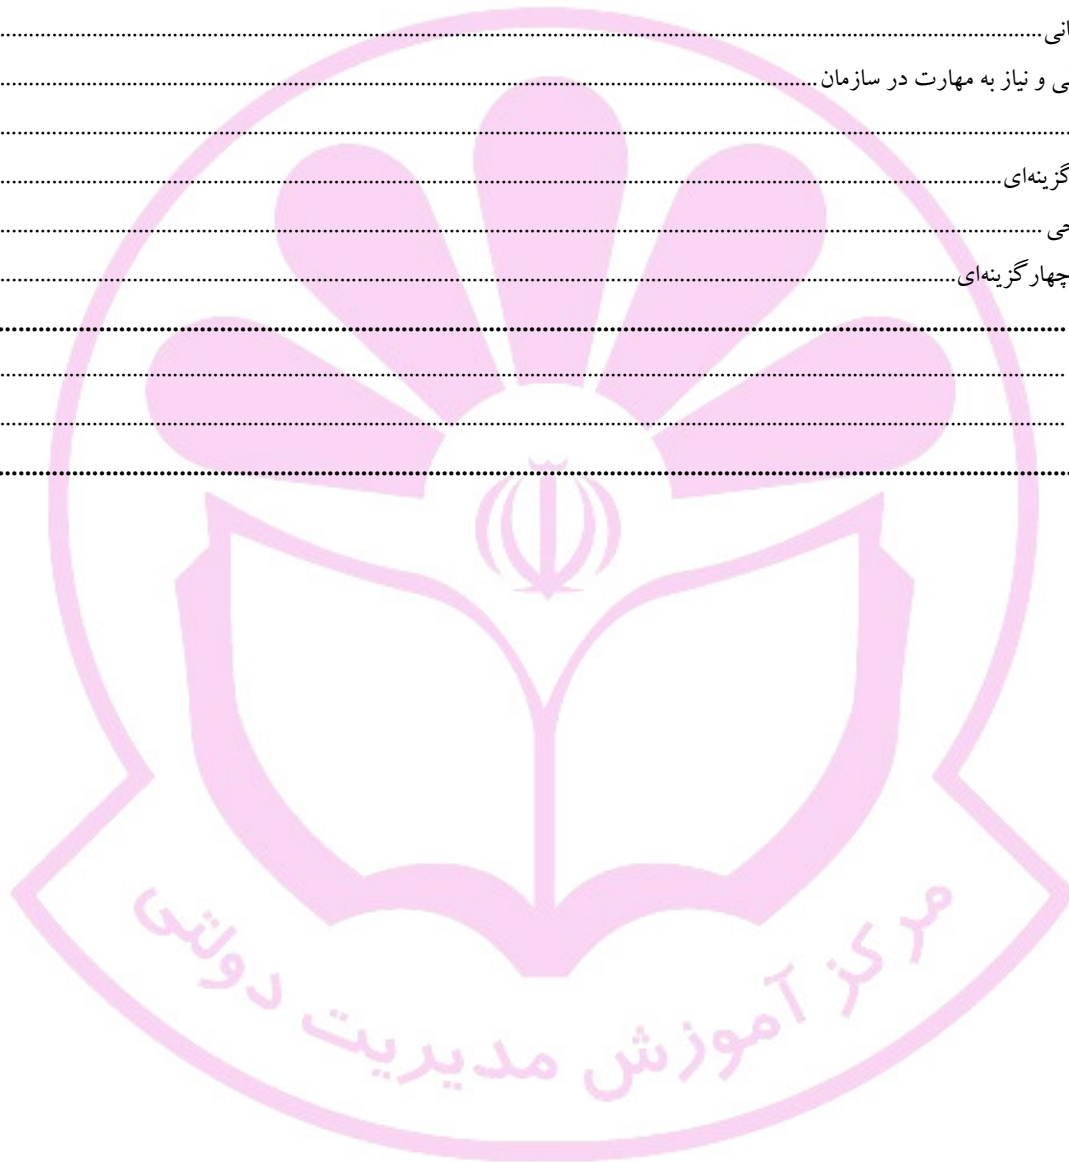 انی........................................................................
ی و نیاز به مهارت در سازمان........................................................................
........................................................................
گزینه‌ای........................................................................
حی........................................................................
چهارگزینه‌ای........................................................................
........................................................................
........................................................................
........................................................................
........................................................................
مرکز آموزش مدیریت دولتی